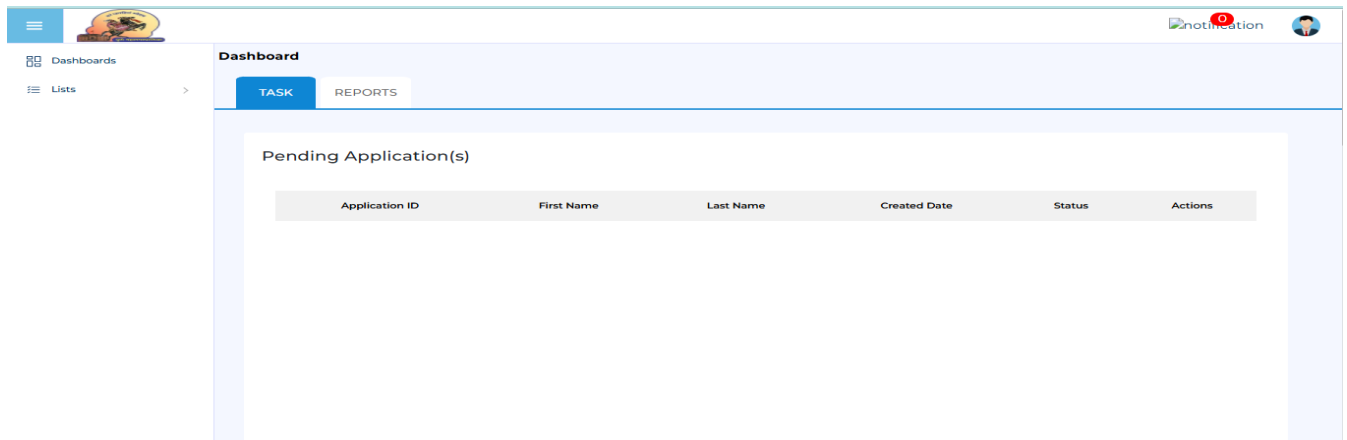 0
notification
Dashboards
Lists
Dashboard
TASK
REPORTS
Pending Application(s)
Application ID First Name Last Name Created Date Status Actions